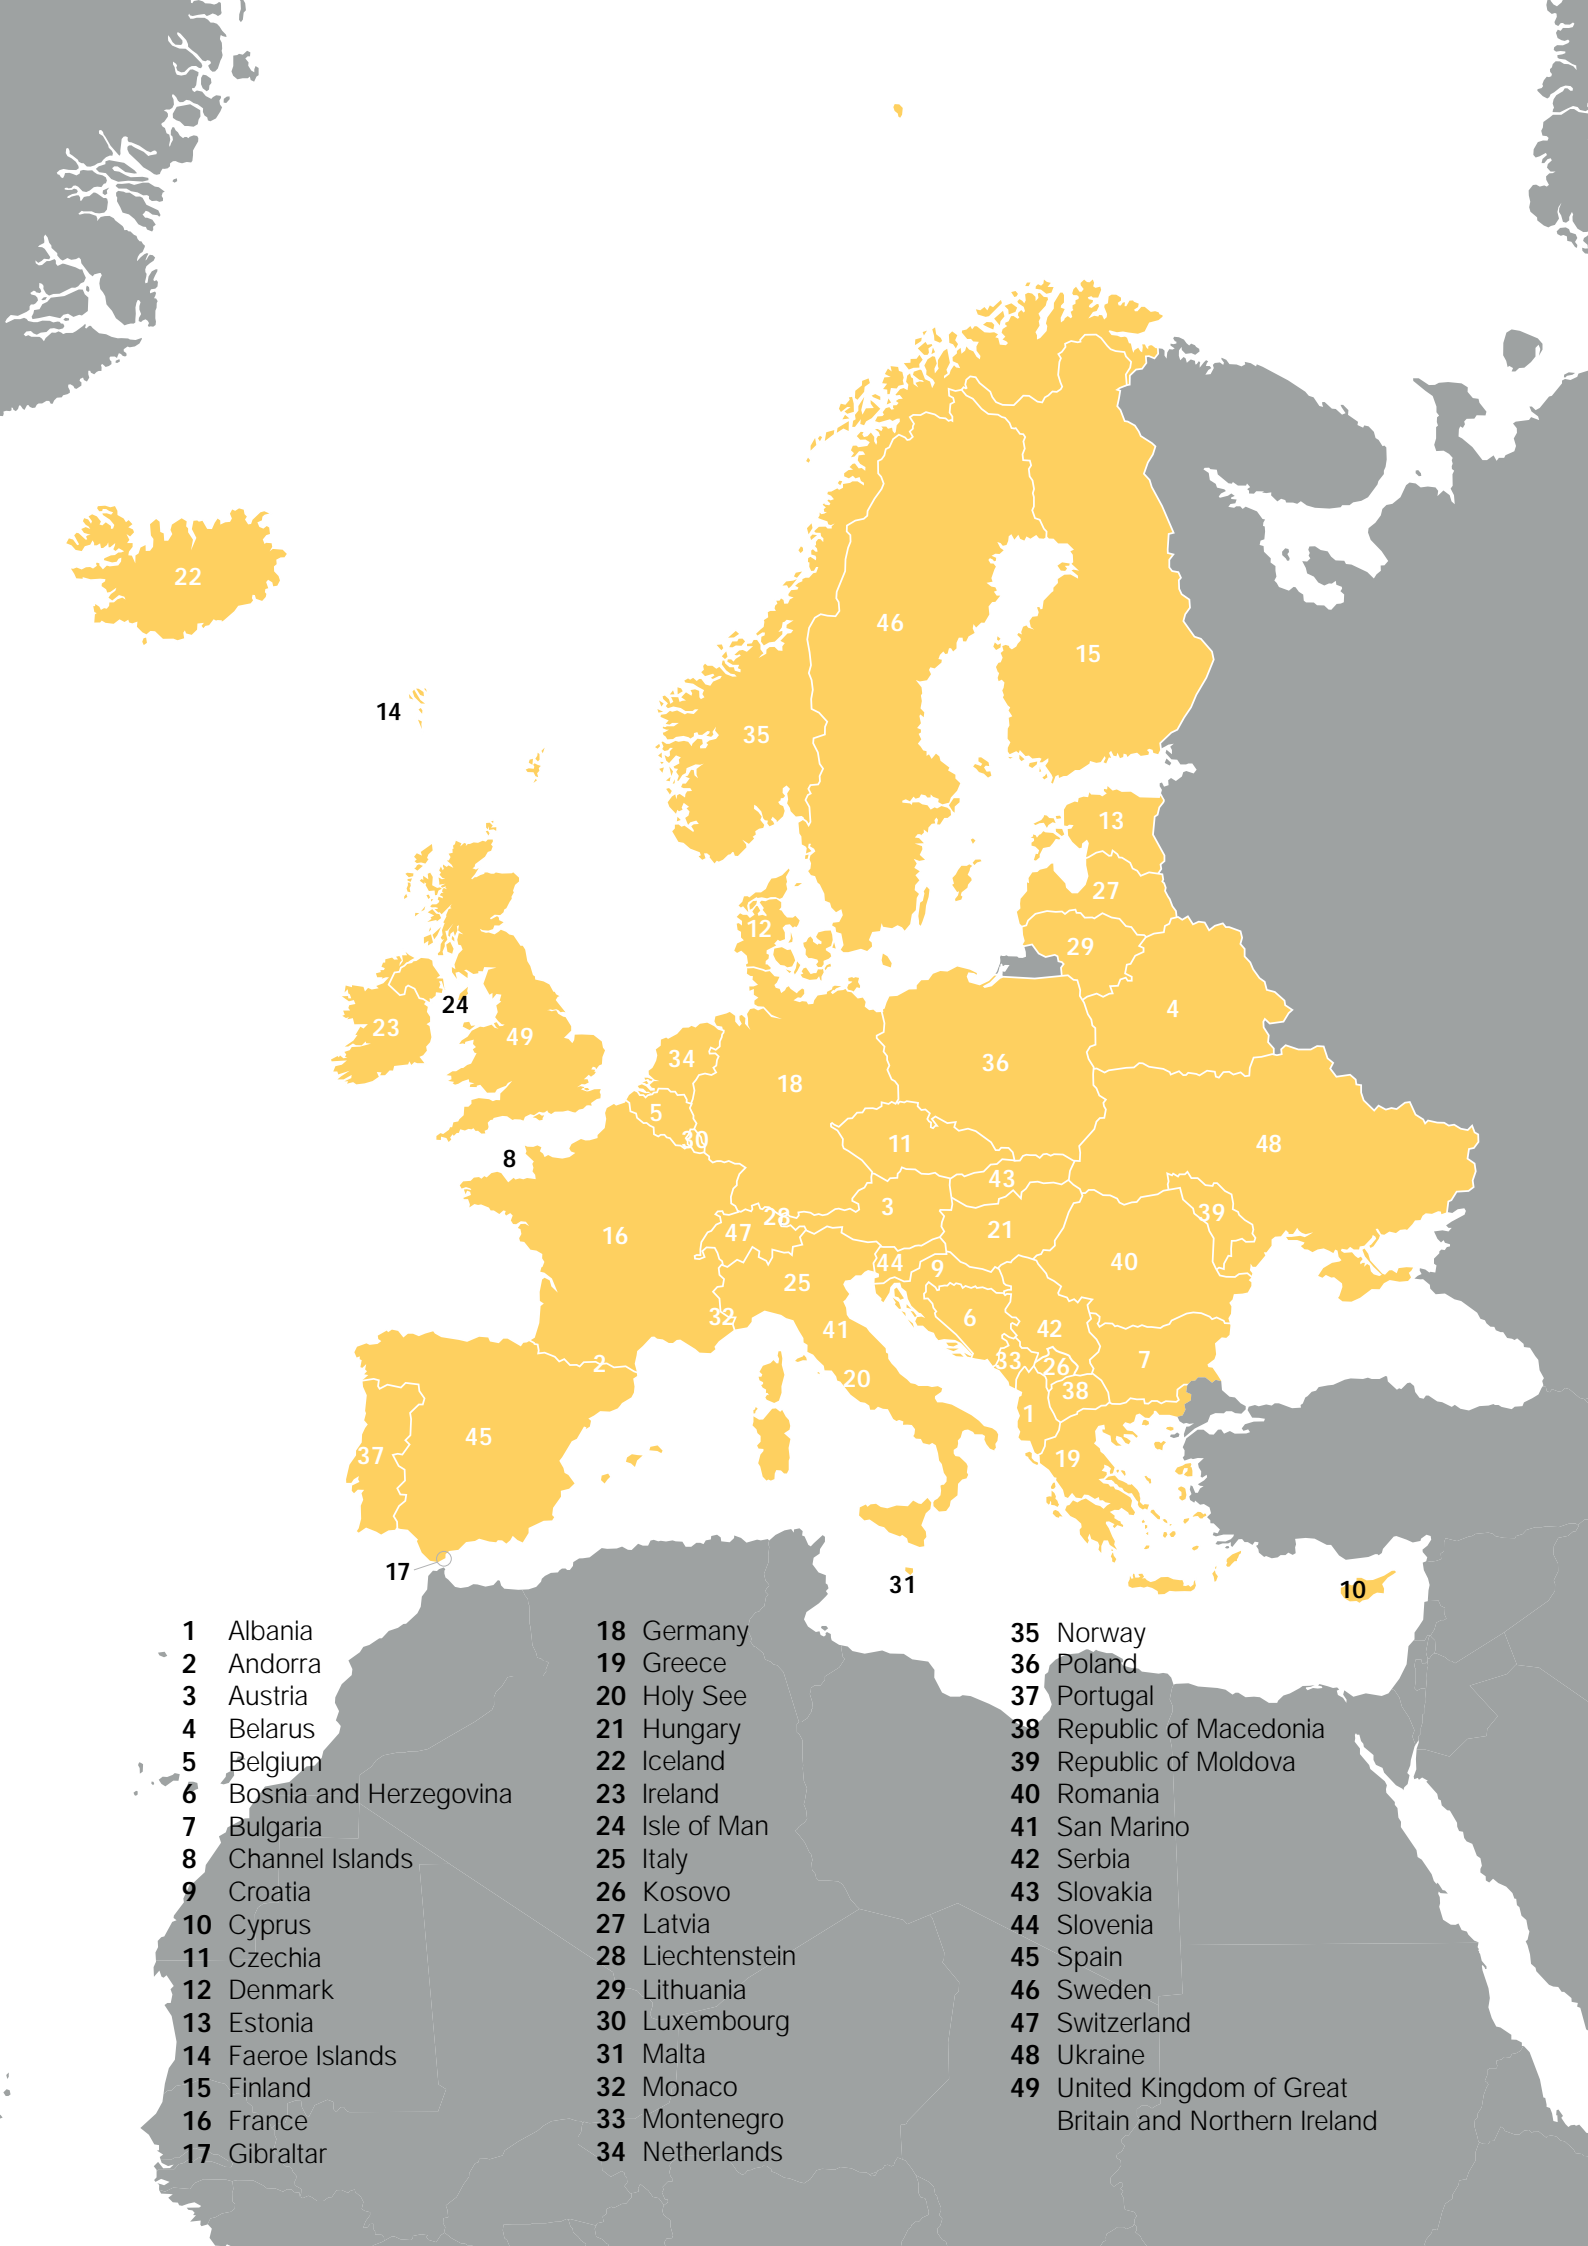 22
46
15
14
35
13
27
12
29
24
4
23
49
34
36
18
5
30
11
48
8
43
3
39
28
47
21
16
44
9
40
25
32
6
41
42
33
26
7
2
20
38
1
45
37
19
17
31
10
1 Albania
2 Andorra
3 Austria
4 Belarus
5 Belgium
6 Bosnia and Herzegovina
7 Bulgaria
8 Channel Islands
9 Croatia
10 Cyprus
11 Czechia
12 Denmark
13 Estonia
14 Faeroe Islands
15 Finland
16 France
17 Gibraltar
18 Germany
19 Greece
20 Holy See
21 Hungary
22 Iceland
23 Ireland
24 Isle of Man
25 Italy
26 Kosovo
27 Latvia
28 Liechtenstein
29 Lithuania
30 Luxembourg
31 Malta
32 Monaco
33 Montenegro
34 Netherlands
35 Norway
36 Poland
37 Portugal
38 Republic of Macedonia
39 Republic of Moldova
40 Romania
41 San Marino
42 Serbia
43 Slovakia
44 Slovenia
45 Spain
46 Sweden
47 Switzerland
48 Ukraine
49 United Kingdom of Great
Britain and Northern Ireland